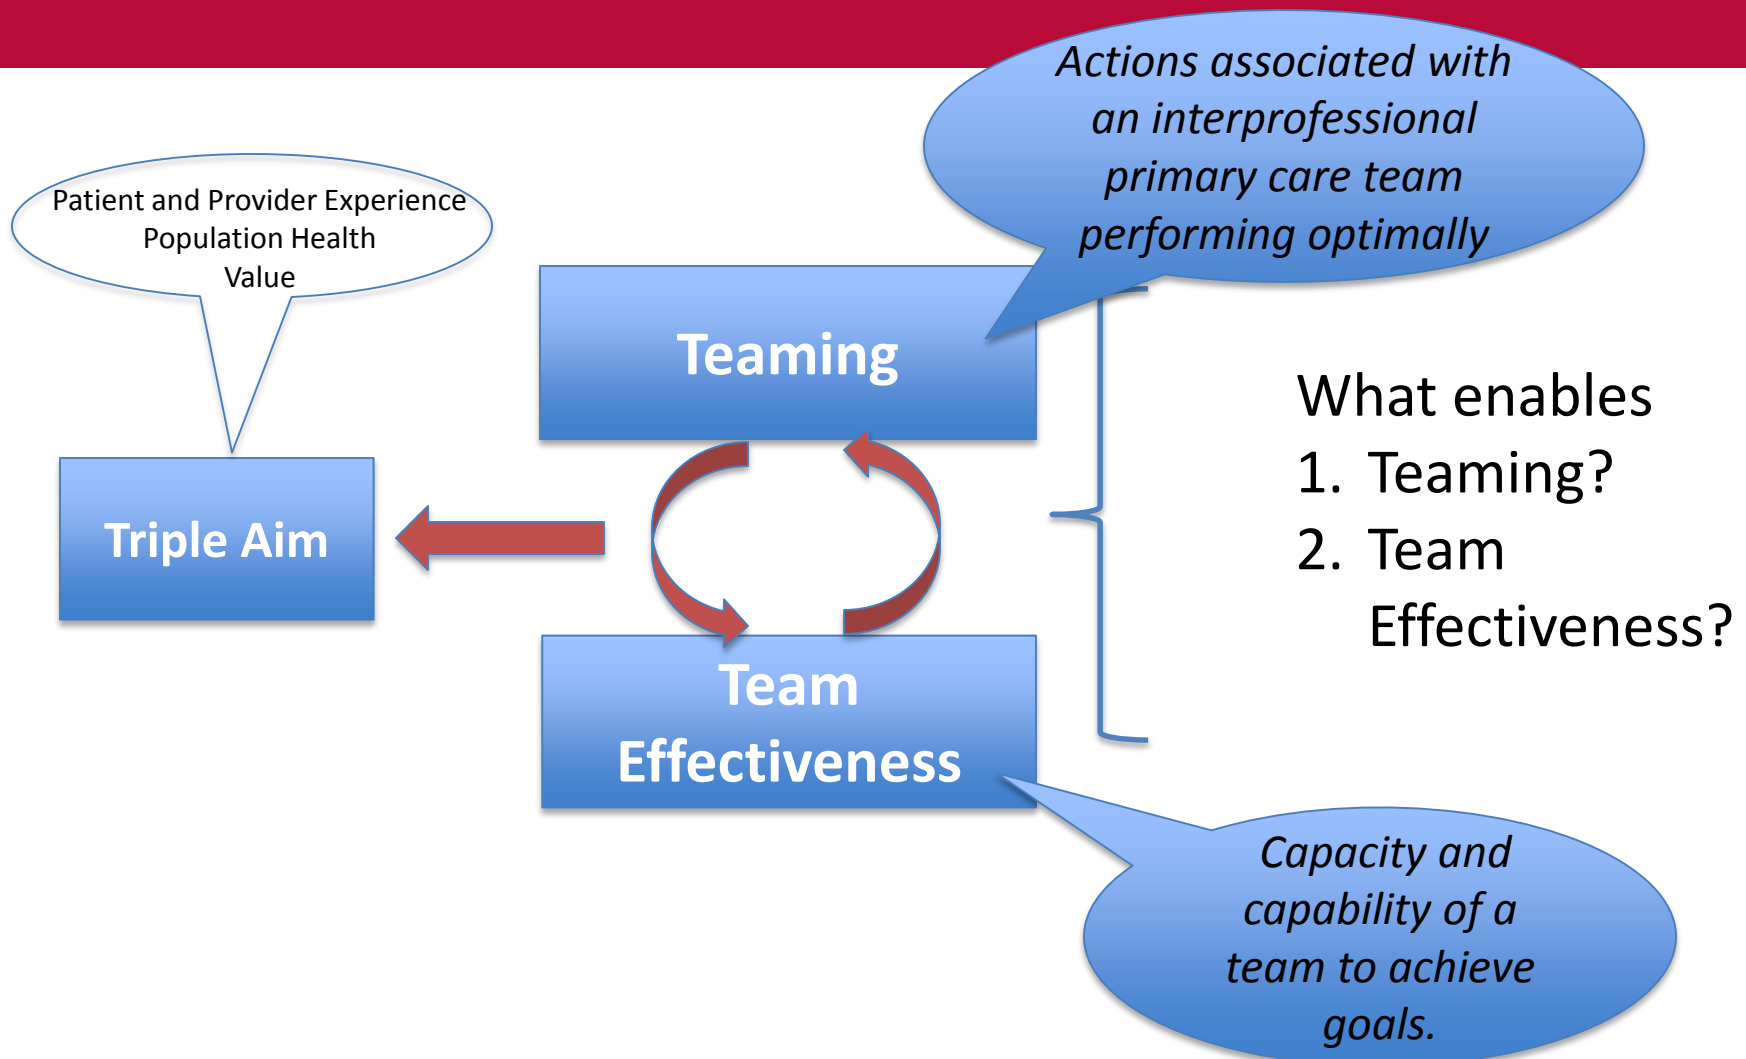 Actions associated with
an interprofessional
primary care team
performing optimally
Patient and Provider Experience
Population Health
Value
Teaming
Triple Aim
What enables
1. Teaming?
2. Team
Effectiveness?
Team
Effectiveness
Capacity and
capability of a
team to achieve
goals.